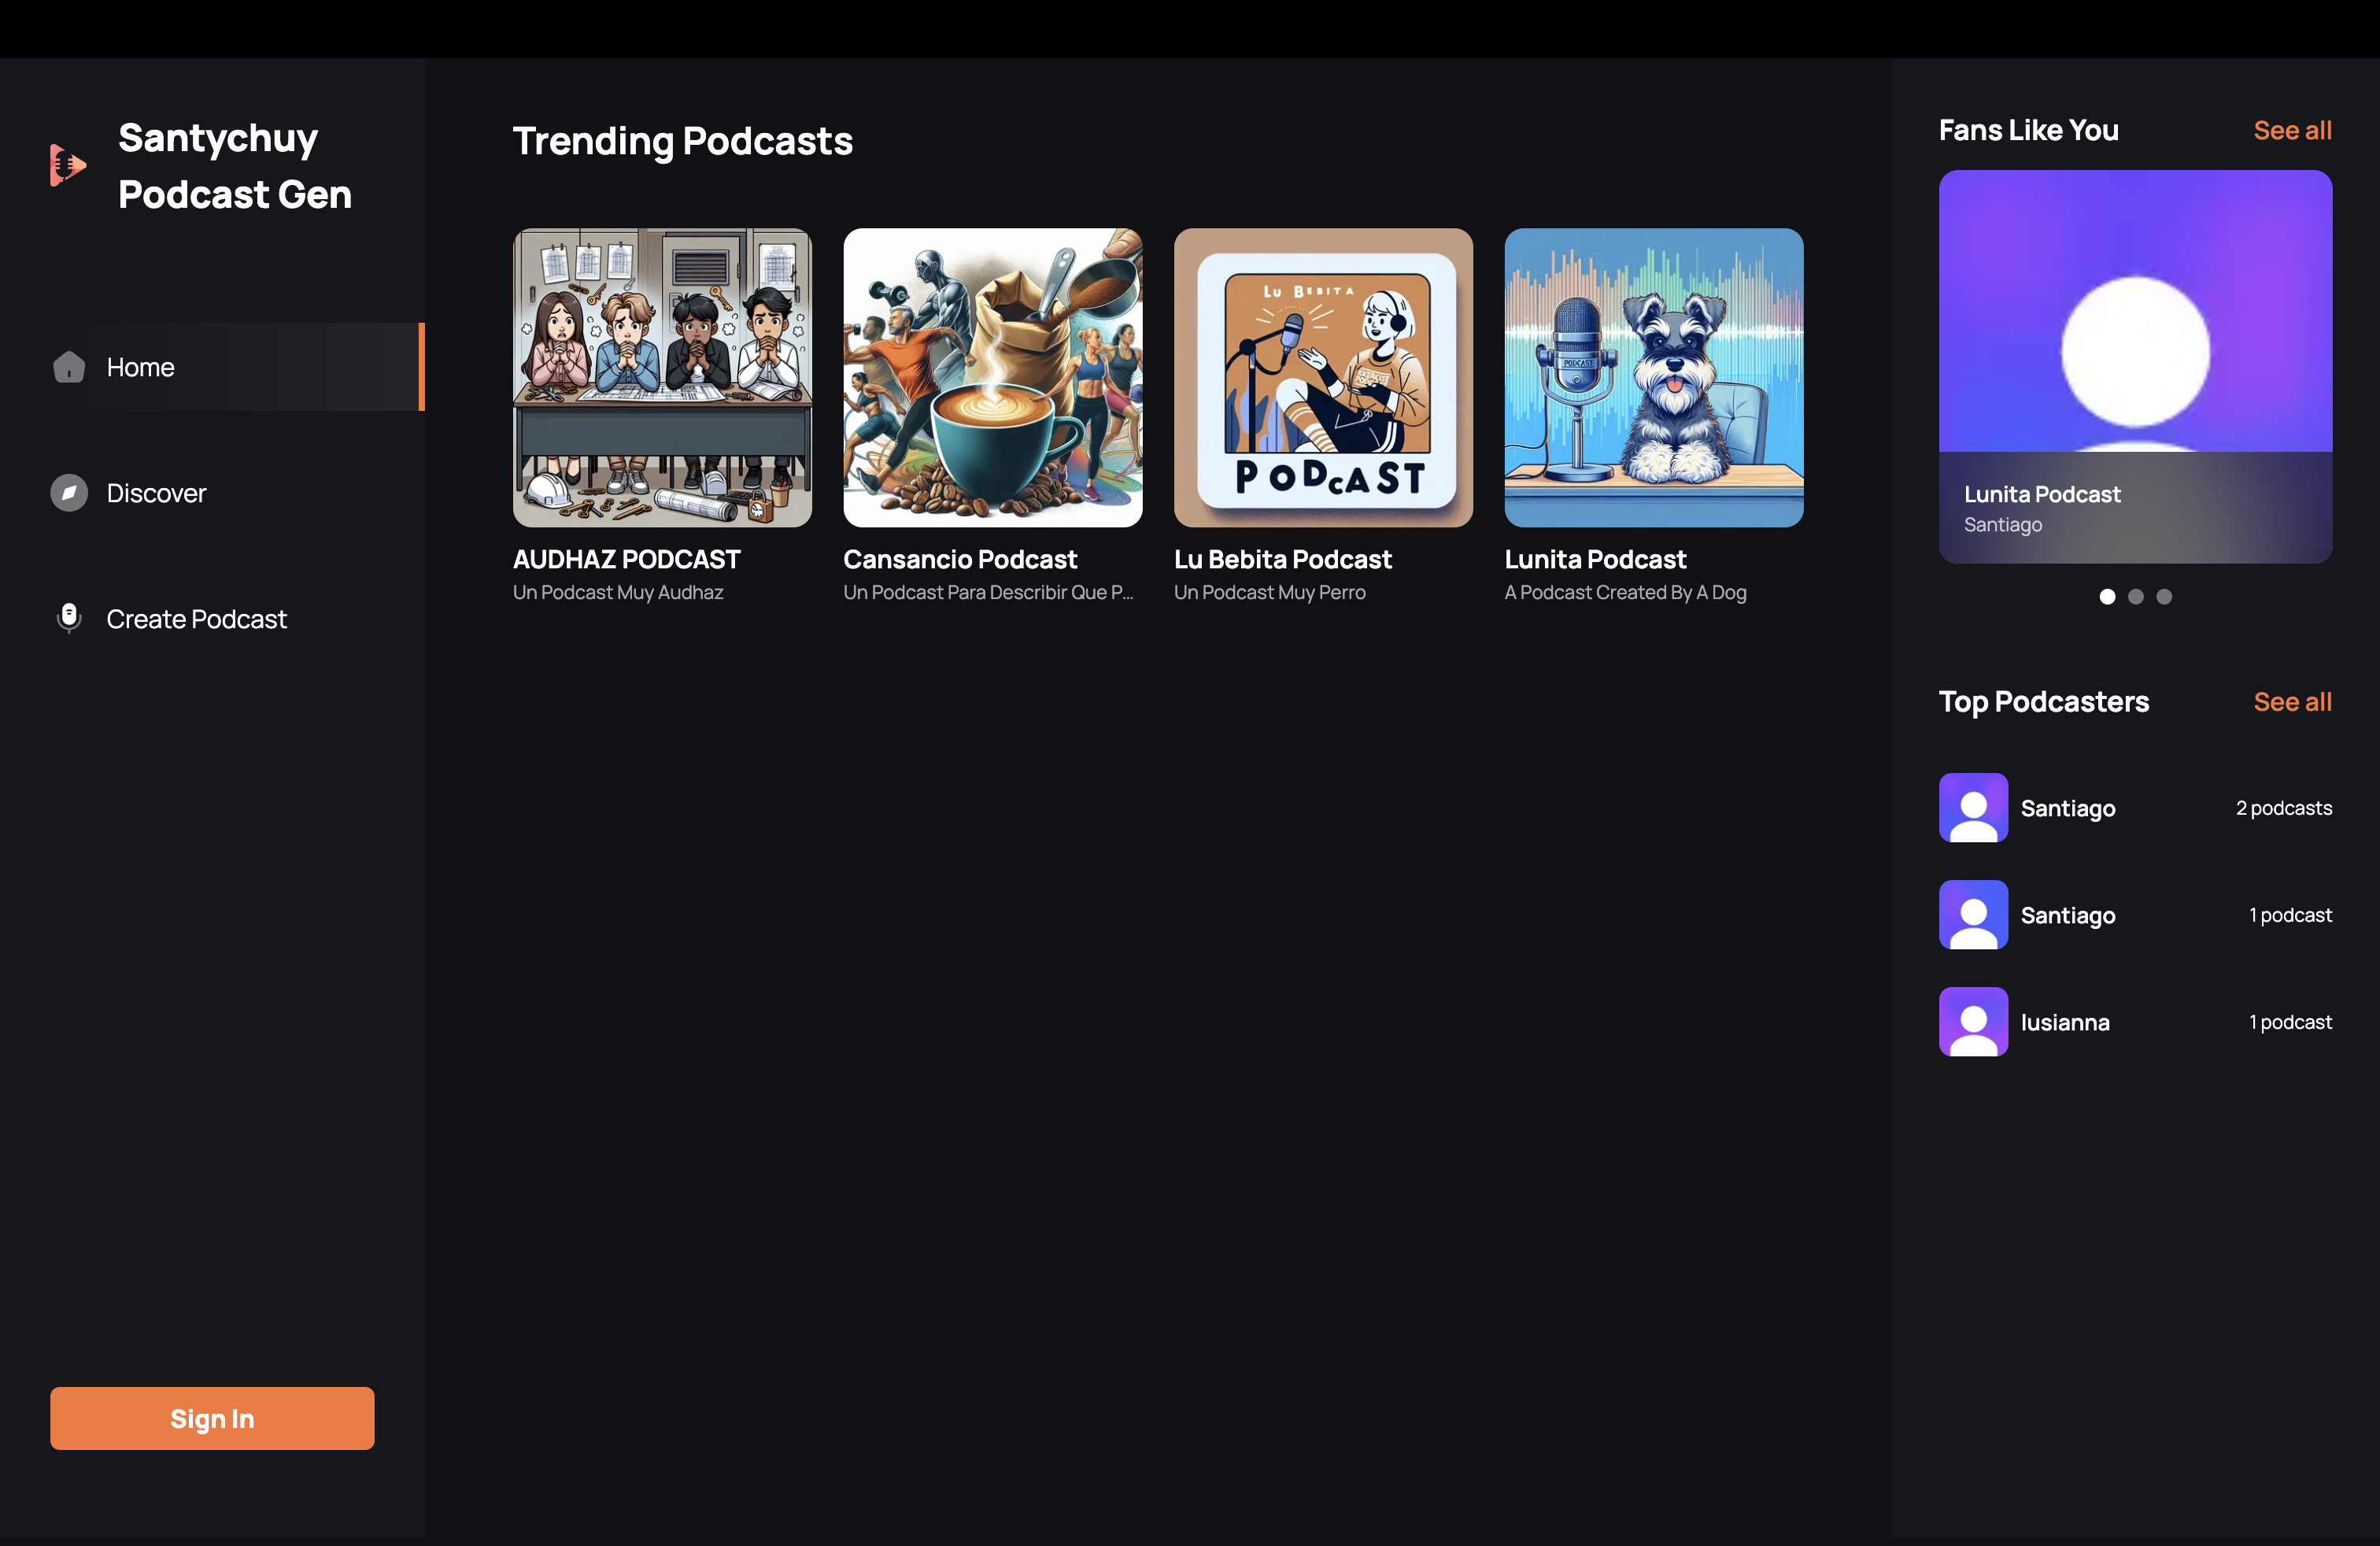 Santychuy
Podcast Gen
Home
Discover
Create Podcast
Sign In
Trending Podcasts
AUDHAZ PODCAST
Un Podcast Muy Audhaz
Cansancio Podcast
Un Podcast Para Describir Que P...
LU BEBITA
PODCAST
Lu Bebita Podcast
Un Podcast Muy Perro
PODCAST
Lunita Podcast
A Podcast Created By A Dog
Fans Like You
See all
Lunita Podcast
Santiago
Top Podcasters
See all
Santiago
2 podcasts
Santiago
1 podcast
lusianna
1 podcast